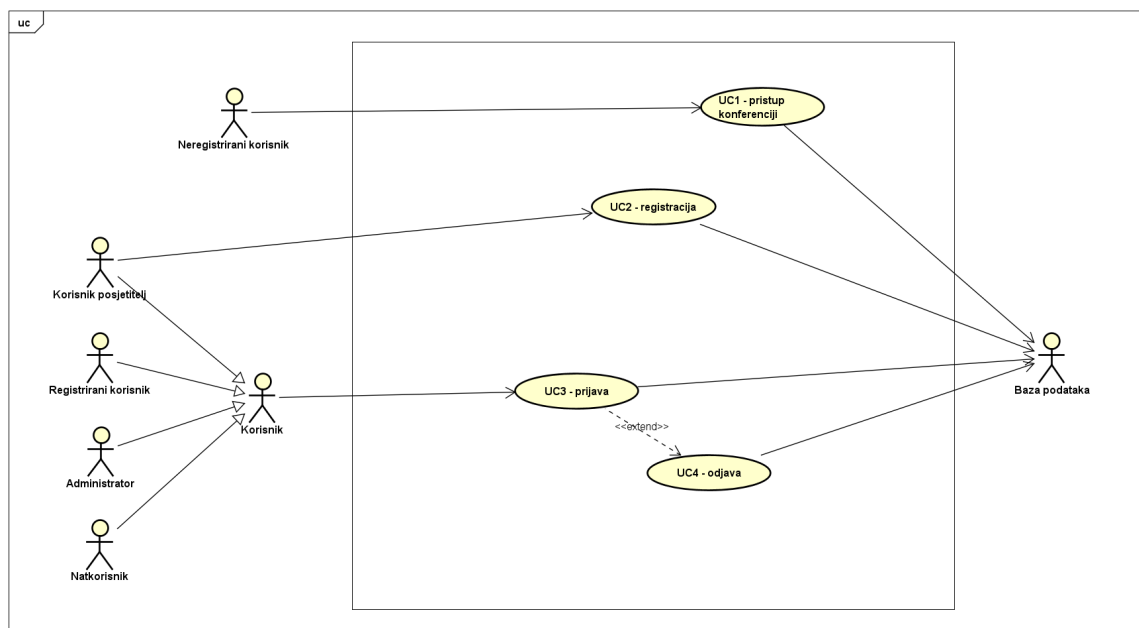 uc
UC1 - pristup
konferenciji
Neregistrirani korisnik
UC2 - registracija
Korisnik posjetitelj
Registrirani korisnik
Korisnik
UC3 - prijava
Baza podataka
<<extend>>
Administrator
UC4 - odjava
Natkorisnik